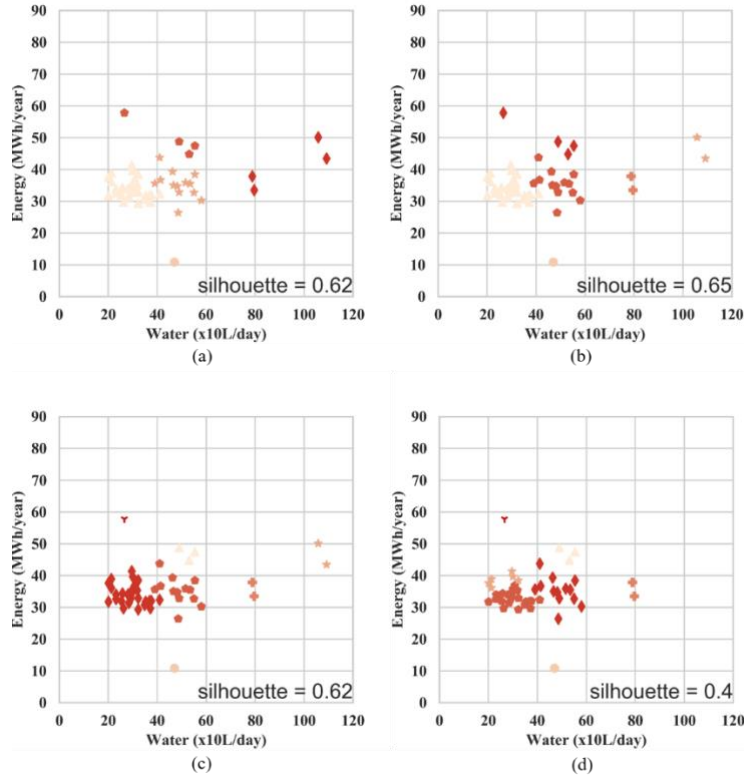 90
80
70
60
50
40
30
20
10
0
Energy (MWh/year)
silhouette = 0.62
0 20 40 60 80 100 120
Water (x10L/day)
(a)
90
80
70
60
50
40
30
20
10
0
Energy (MWh/year)
silhouette = 0.65
0 20 40 60 80 100 120
Water (x10L/day)
(b)
90
80
70
60
50
40
30
20
10
0
Energy (MWh/year)
silhouette = 0.62
0 20 40 60 80 100 120
Water (x10L/day)
(c)
90
80
70
60
50
40
30
20
10
0
Energy (MWh/year)
silhouette = 0.4
0 20 40 60 80 100 120
Water (x10L/day)
(d)